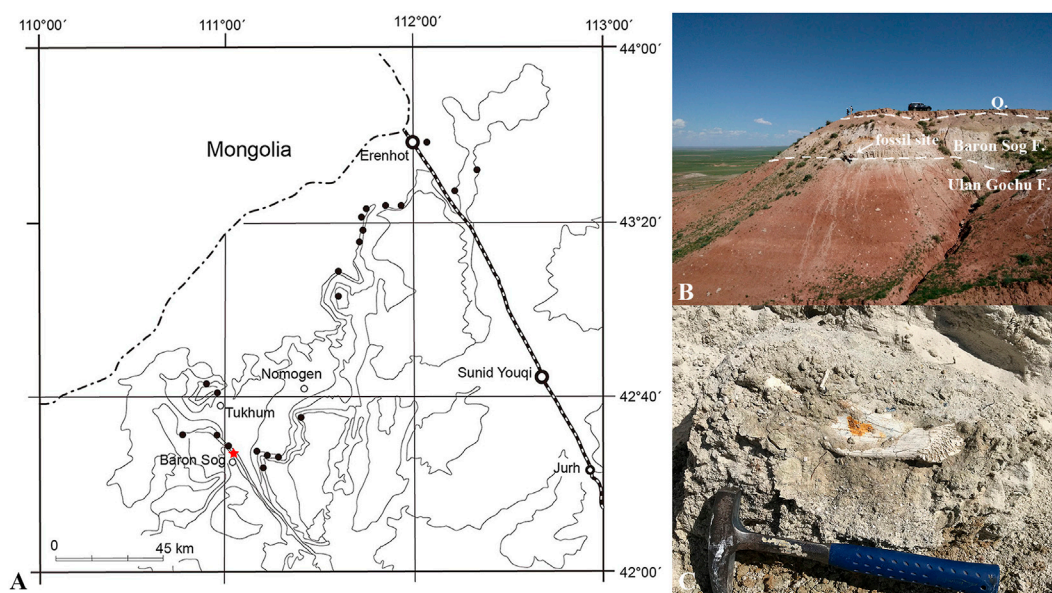 110°00´
111°00´
112°00´
113°00´
44°00´
Mongolia
Erenhot
43°20´
Nomogen
Sunid Youqi
42°40´
Tukhum
Baron Sog
Jurh
0
45 km
42°00´
A
Q.
fossil site
Baron Sog F.
Ulan Gochu F.
B
C